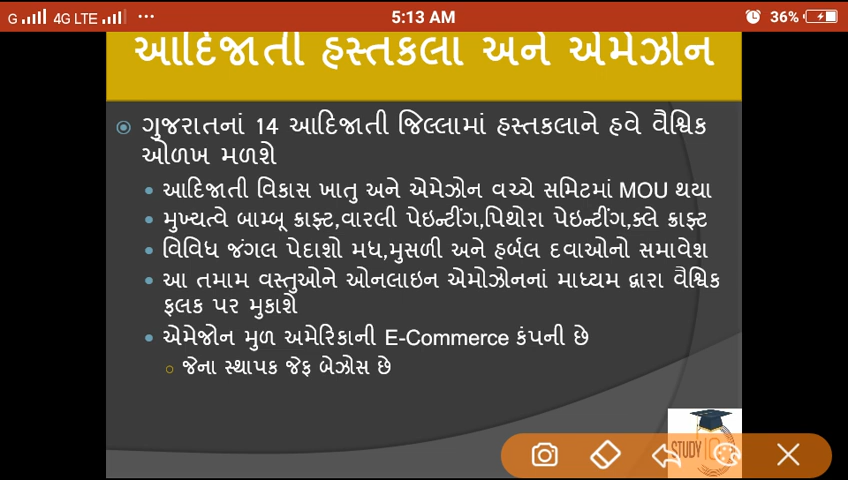 G 4G LTE 5:13 AM 36%
આદિજાતી હસ્તકલા અને એમેઝોન
ગુજરાતનાં 14 આદિજાતી જિલ્લામાં હસ્તકલાને હવે વૈશ્વિક
ઓળખ મળશે
આદિજાતી વિકાસ ખાતુ અને એમેઝોન વચ્ચે સમિટમાં MOU થયા
મુખ્યત્વે બામ્બૂ ક્રાફ્ટ,વારલી પેઇન્ટીંગ,પિથોરા પેઇન્ટીંગ,ક્લે ક્રાફ્ટ
વિવિધ જંગલ પેદાશો મધ,મુસળી અને હર્બલ દવાઓનો સમાવેશ
આ તમામ વસ્તુઓને ઓનલાઇન એમોઝોનનાં માધ્યમ દ્વારા વૈશ્વિક
ફલક પર મુકાશે
એમેજોન મુળ અમેરિકાની E-Commerce કંપની છે
જેના સ્થાપક જેફ બેઝોસ છે
STUDY